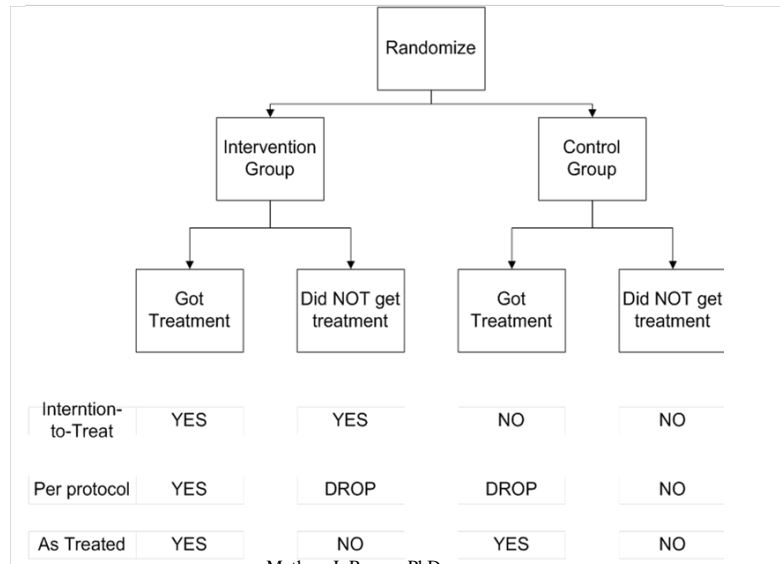 Randomize
Intervention
Group
Control
Group
Got
Treatment
Did NOT get
treatment
Got
Treatment
Did NOT get
treatment
Interntion-
to-Treat
YES
YES
NO
NO
Per protocol
YES
DROP
DROP
NO
As Treated
YES
NO
YES
NO
PhD